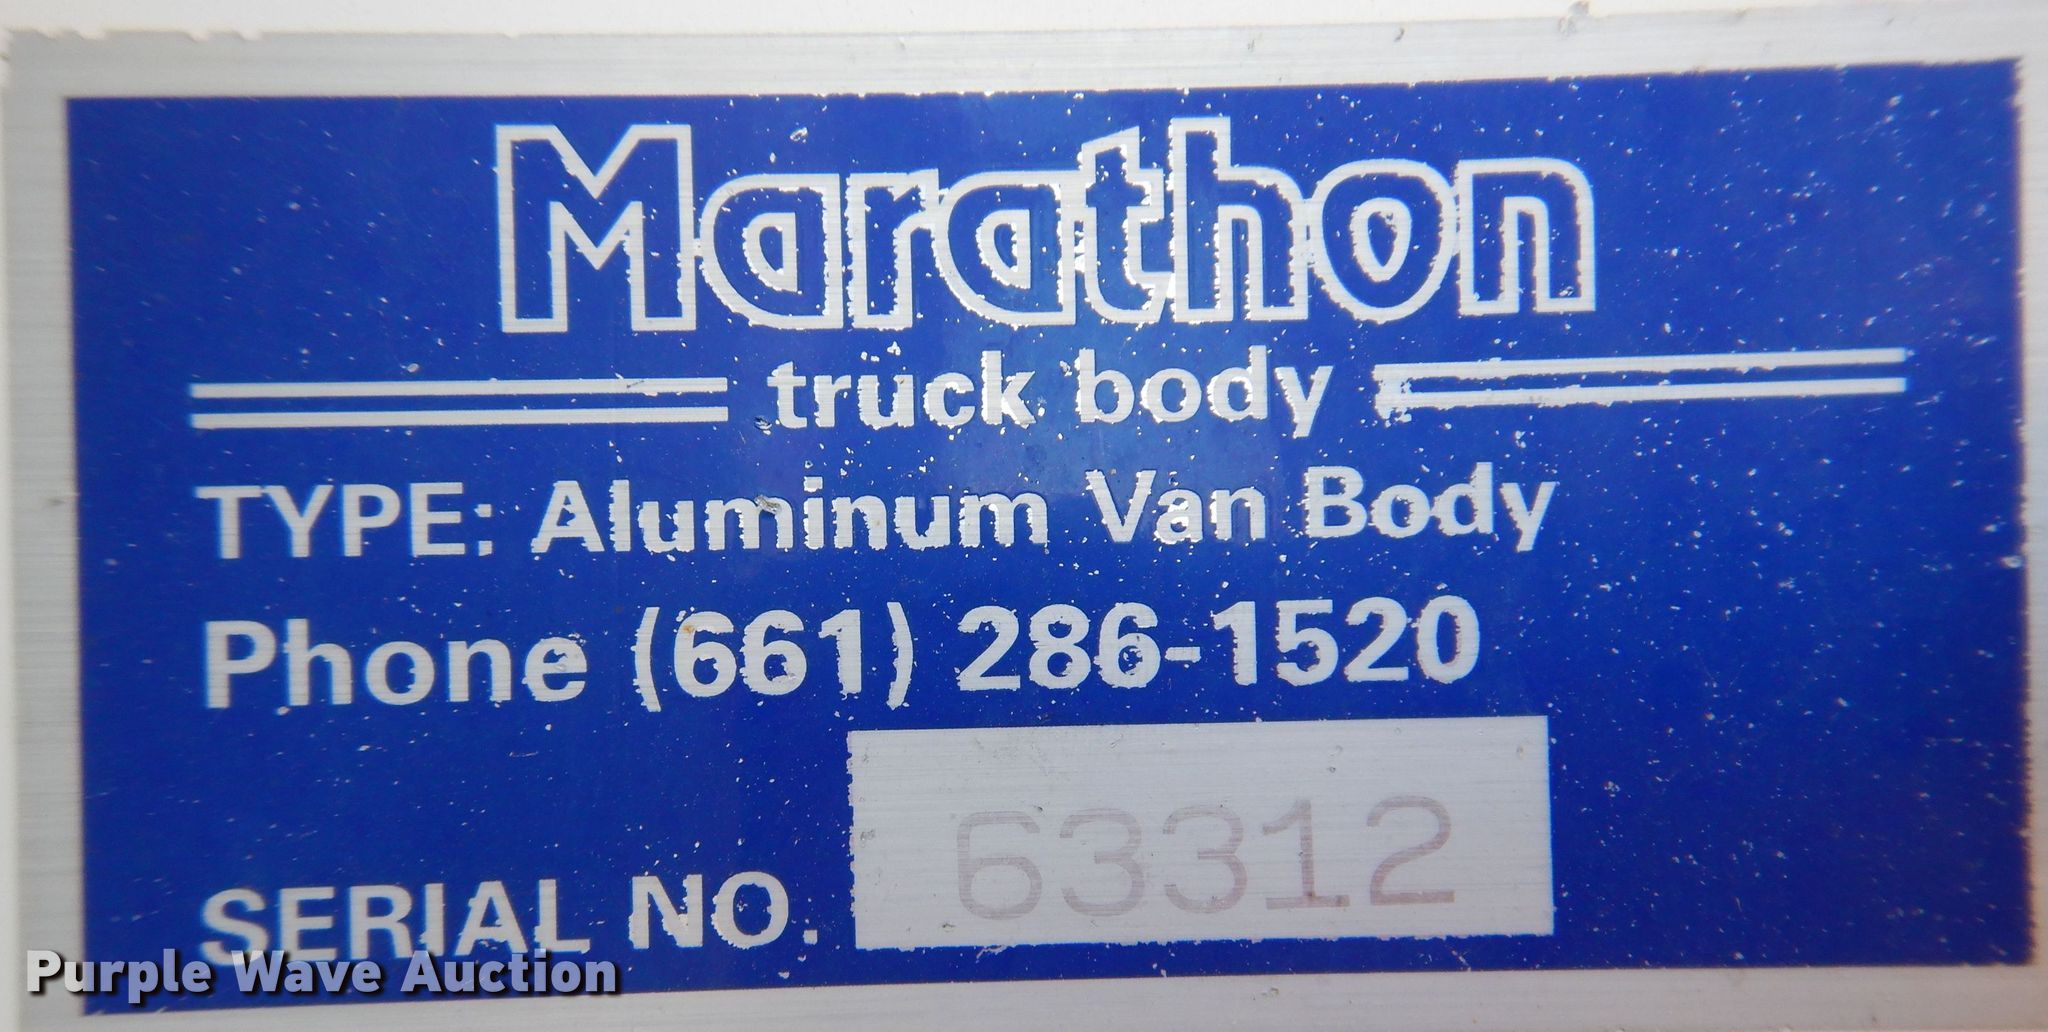 Marathon
truck body
TYPE: Aluminum Van Body
Phone (661) 286-1520
SERIAL NO. 63312
Purple Wave Auction